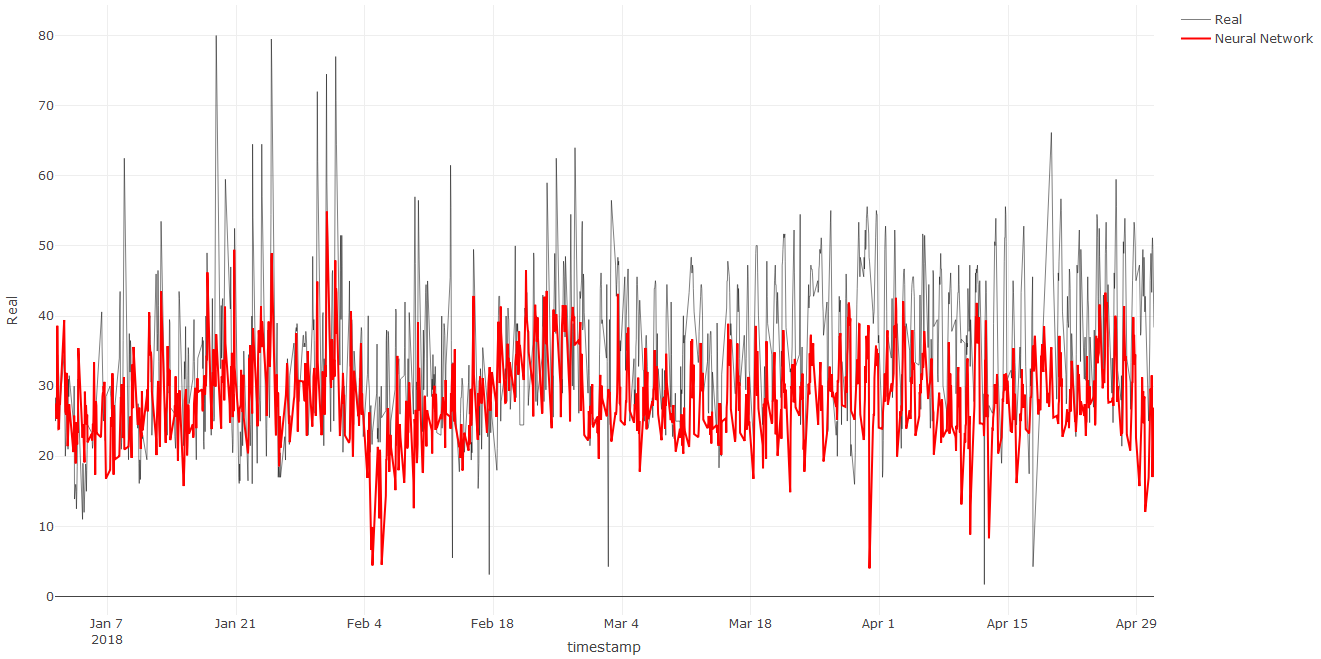 Real
Neural Network
80
70
60
50
40
30
20
10
0
Real
Jan 7
2018
Jan 21
Feb 4
Feb 18
Mar 4
Mar 18
Apr 1
Apr 15
Apr 29
timestamp